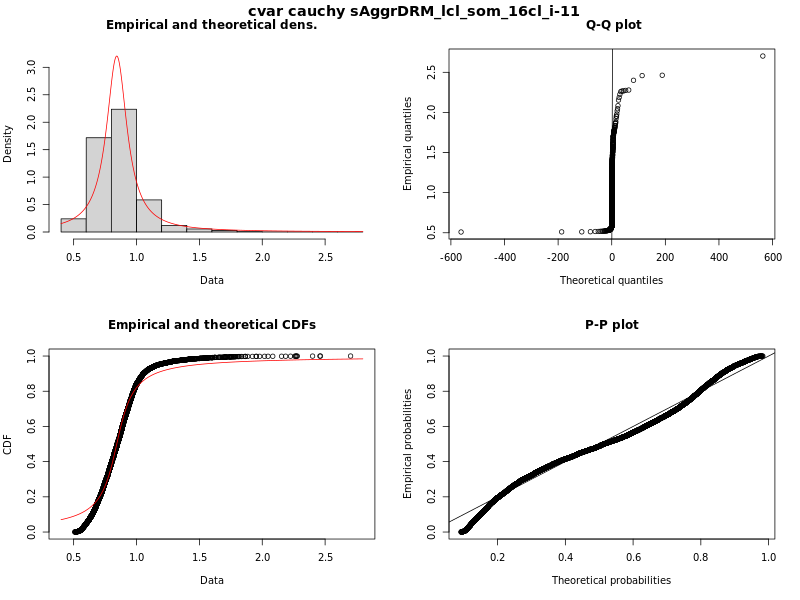 cvar cauchy sAggrDRM_lcl_som_16cl_i-11
Empirical and theoretical dens.
Density
0.0 0.5 1.0 1.5 2.0 2.5 3.0
0.5 1.0 1.5 2.0 2.5
Data
Q-Q plot
Empirical quantiles
0.5 1.0 1.5 2.0 2.5
-600 -400 -200 0 200 400 600
Theoretical quantiles
Empirical and theoretical CDFs
CDF
0.0 0.2 0.4 0.6 0.8 1.0
0.5 1.0 1.5 2.0 2.5
Data
P-P plot
Empirical probabilities
0.0 0.2 0.4 0.6 0.8 1.0
0.2 0.4 0.6 0.8 1.0
Theoretical probabilities